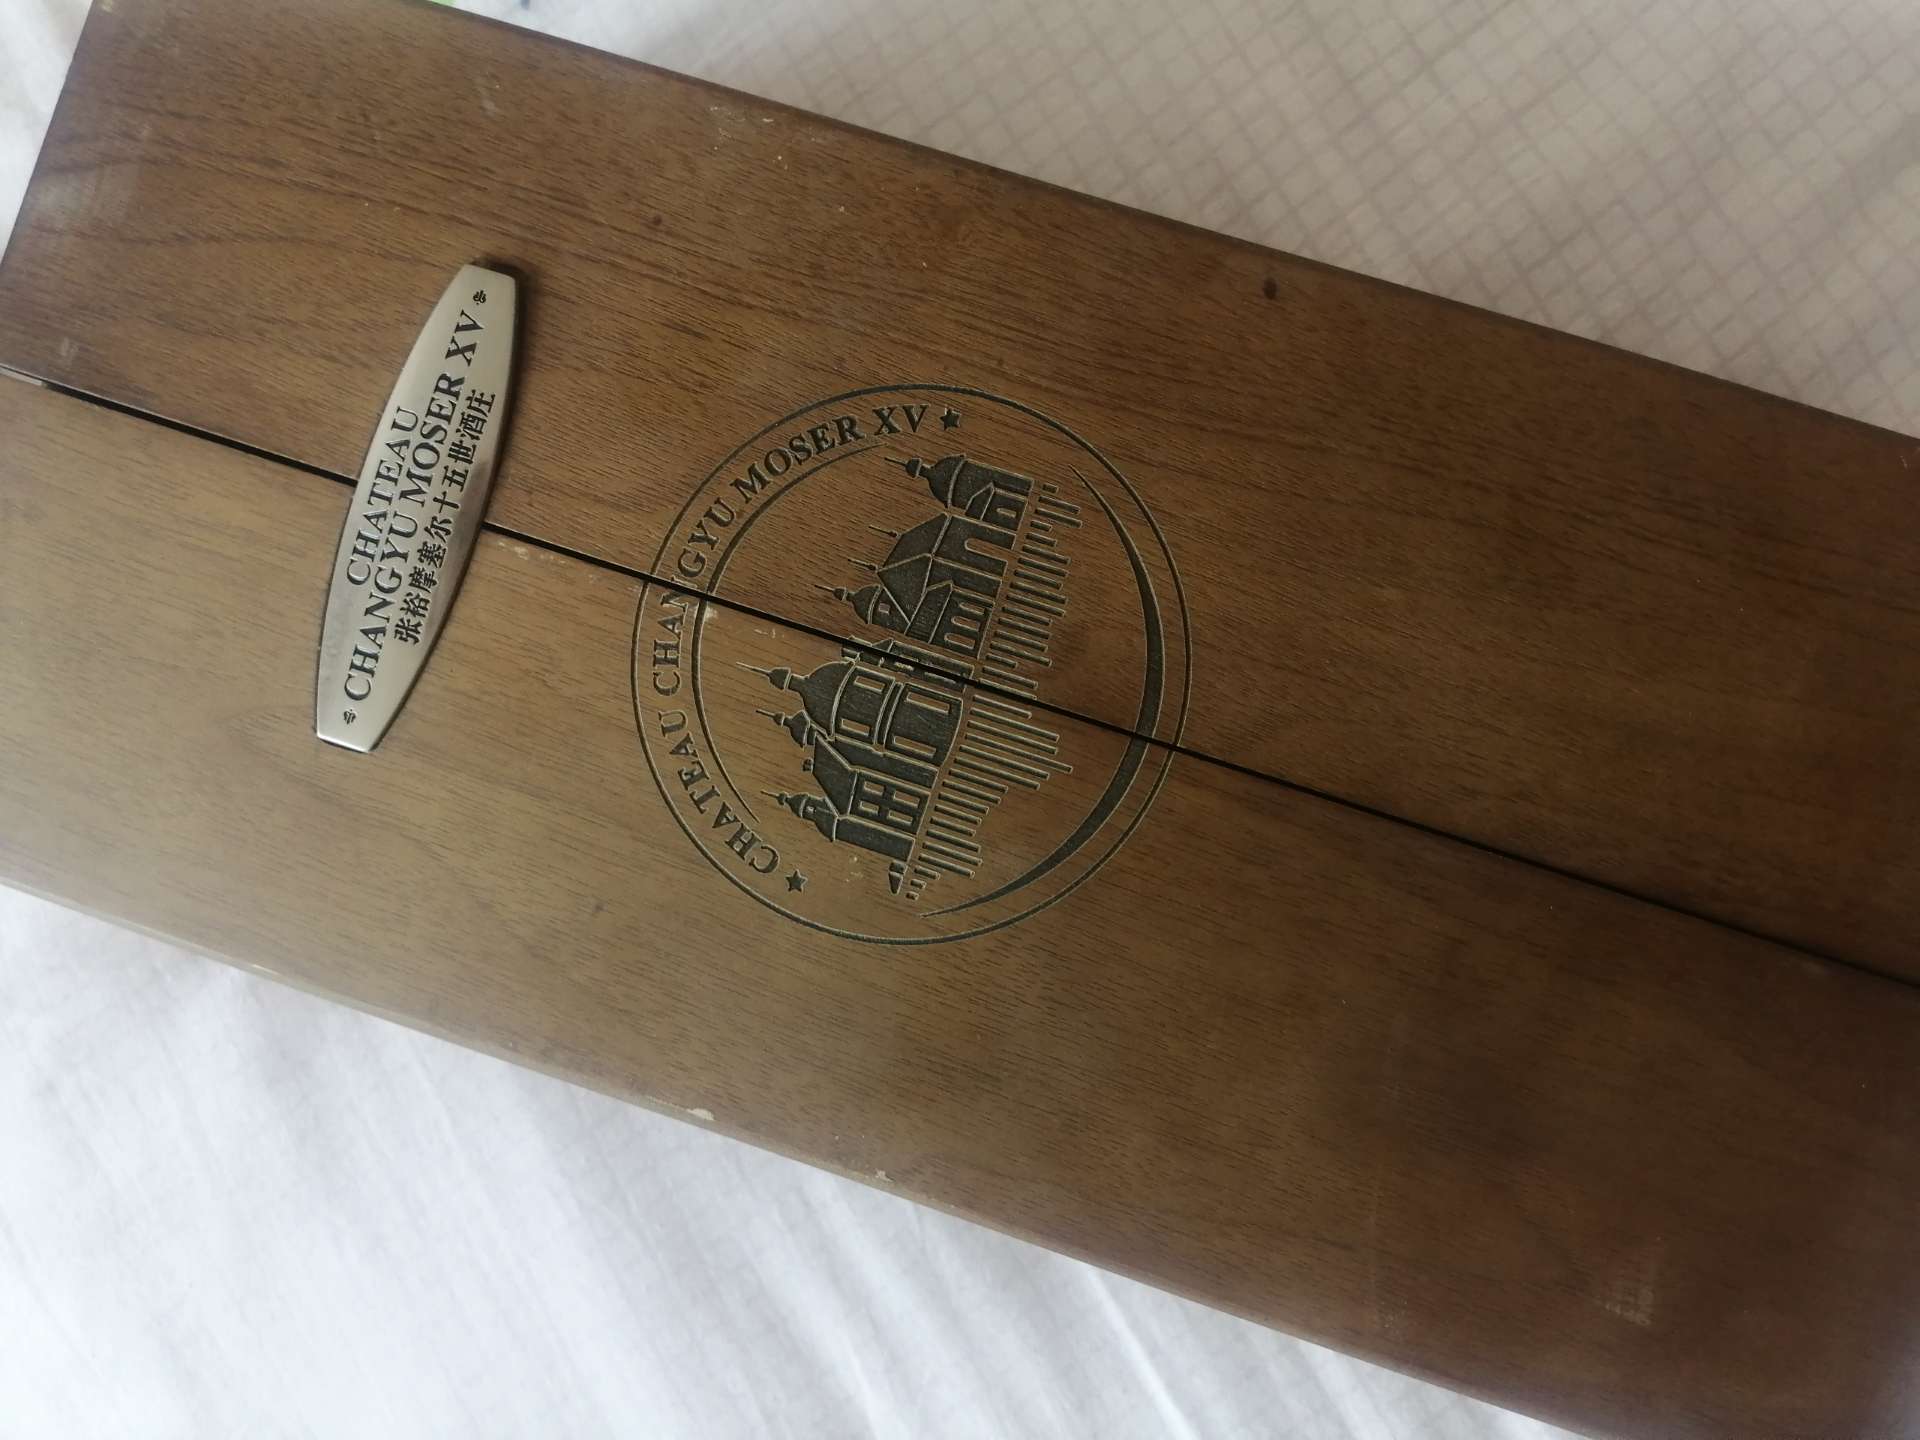 CHATEAU
CHANGYU MOSER XV
张裕摩塞尔十五世酒庄
CHATEAU CHANGYU MOSER XV